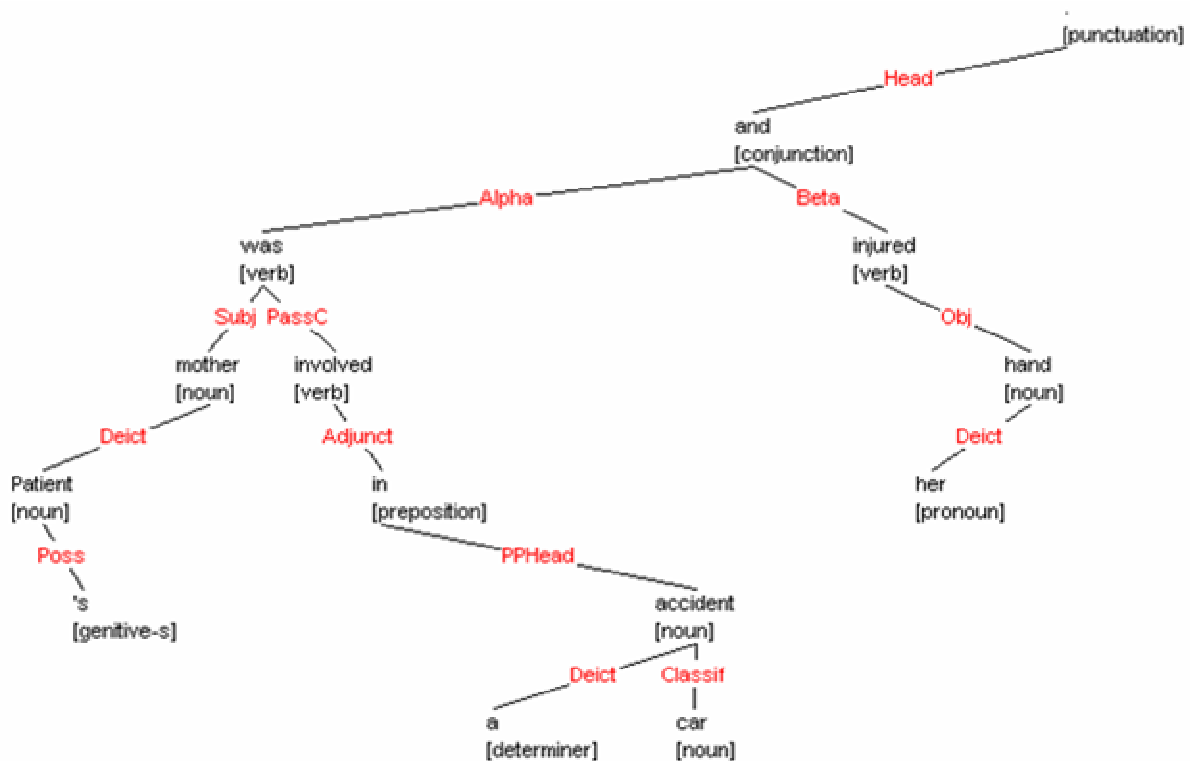 .
[punctuation]
Head
and
[conjunction]
Alpha Beta
was injured
[verb] [verb]
Subj PassC Obj
mother involved hand
[noun] [verb] [noun]
Deict Adjunct Deict
Patient in her
[noun] [preposition] [pronoun]
Poss PPHead
's accident
[genitive-s] [noun]
Deict Classif
a car
[determiner] [noun]